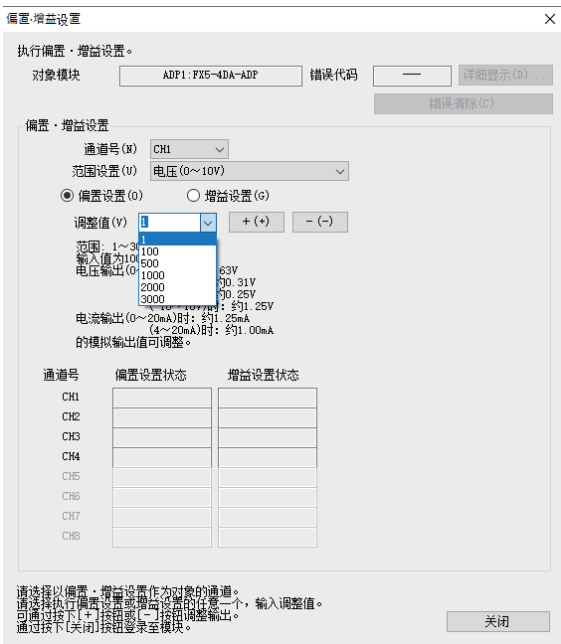 偏置·增益设置
执行偏置・增益设置。
对象模块 ADP1:FX5-4DA-ADP 错误代码 — 详细显示(D)...
错误清除(C)
偏置・增益设置
通道号(N) CH1
范围设置(U) 电压(0～10V)
偏置设置(O) 增益设置(G)
调整值(V) 1 +(+) -(-)
1
100
500
1000
2000
3000
范围: 1～30
输入值为100
电压输出(0～ 63V
约0.31V
约0.25V
(-10～10V)时: 约1.25V
电流输出(0～20mA)时: 约1.25mA
(4～20mA)时: 约1.00mA
的模拟输出值可调整。
通道号 偏置设置状态 增益设置状态
CH1
CH2
CH3
CH4
CH5
CH6
CH7
CH8
请选择以偏置・增益设置作为对象的通道。
请选择执行偏置设置或增益设置的任意一个，输入调整值。
可通过按下[+]按钮或[-]按钮调整输出。
通过按下[关闭]按钮登录至模块。
关闭